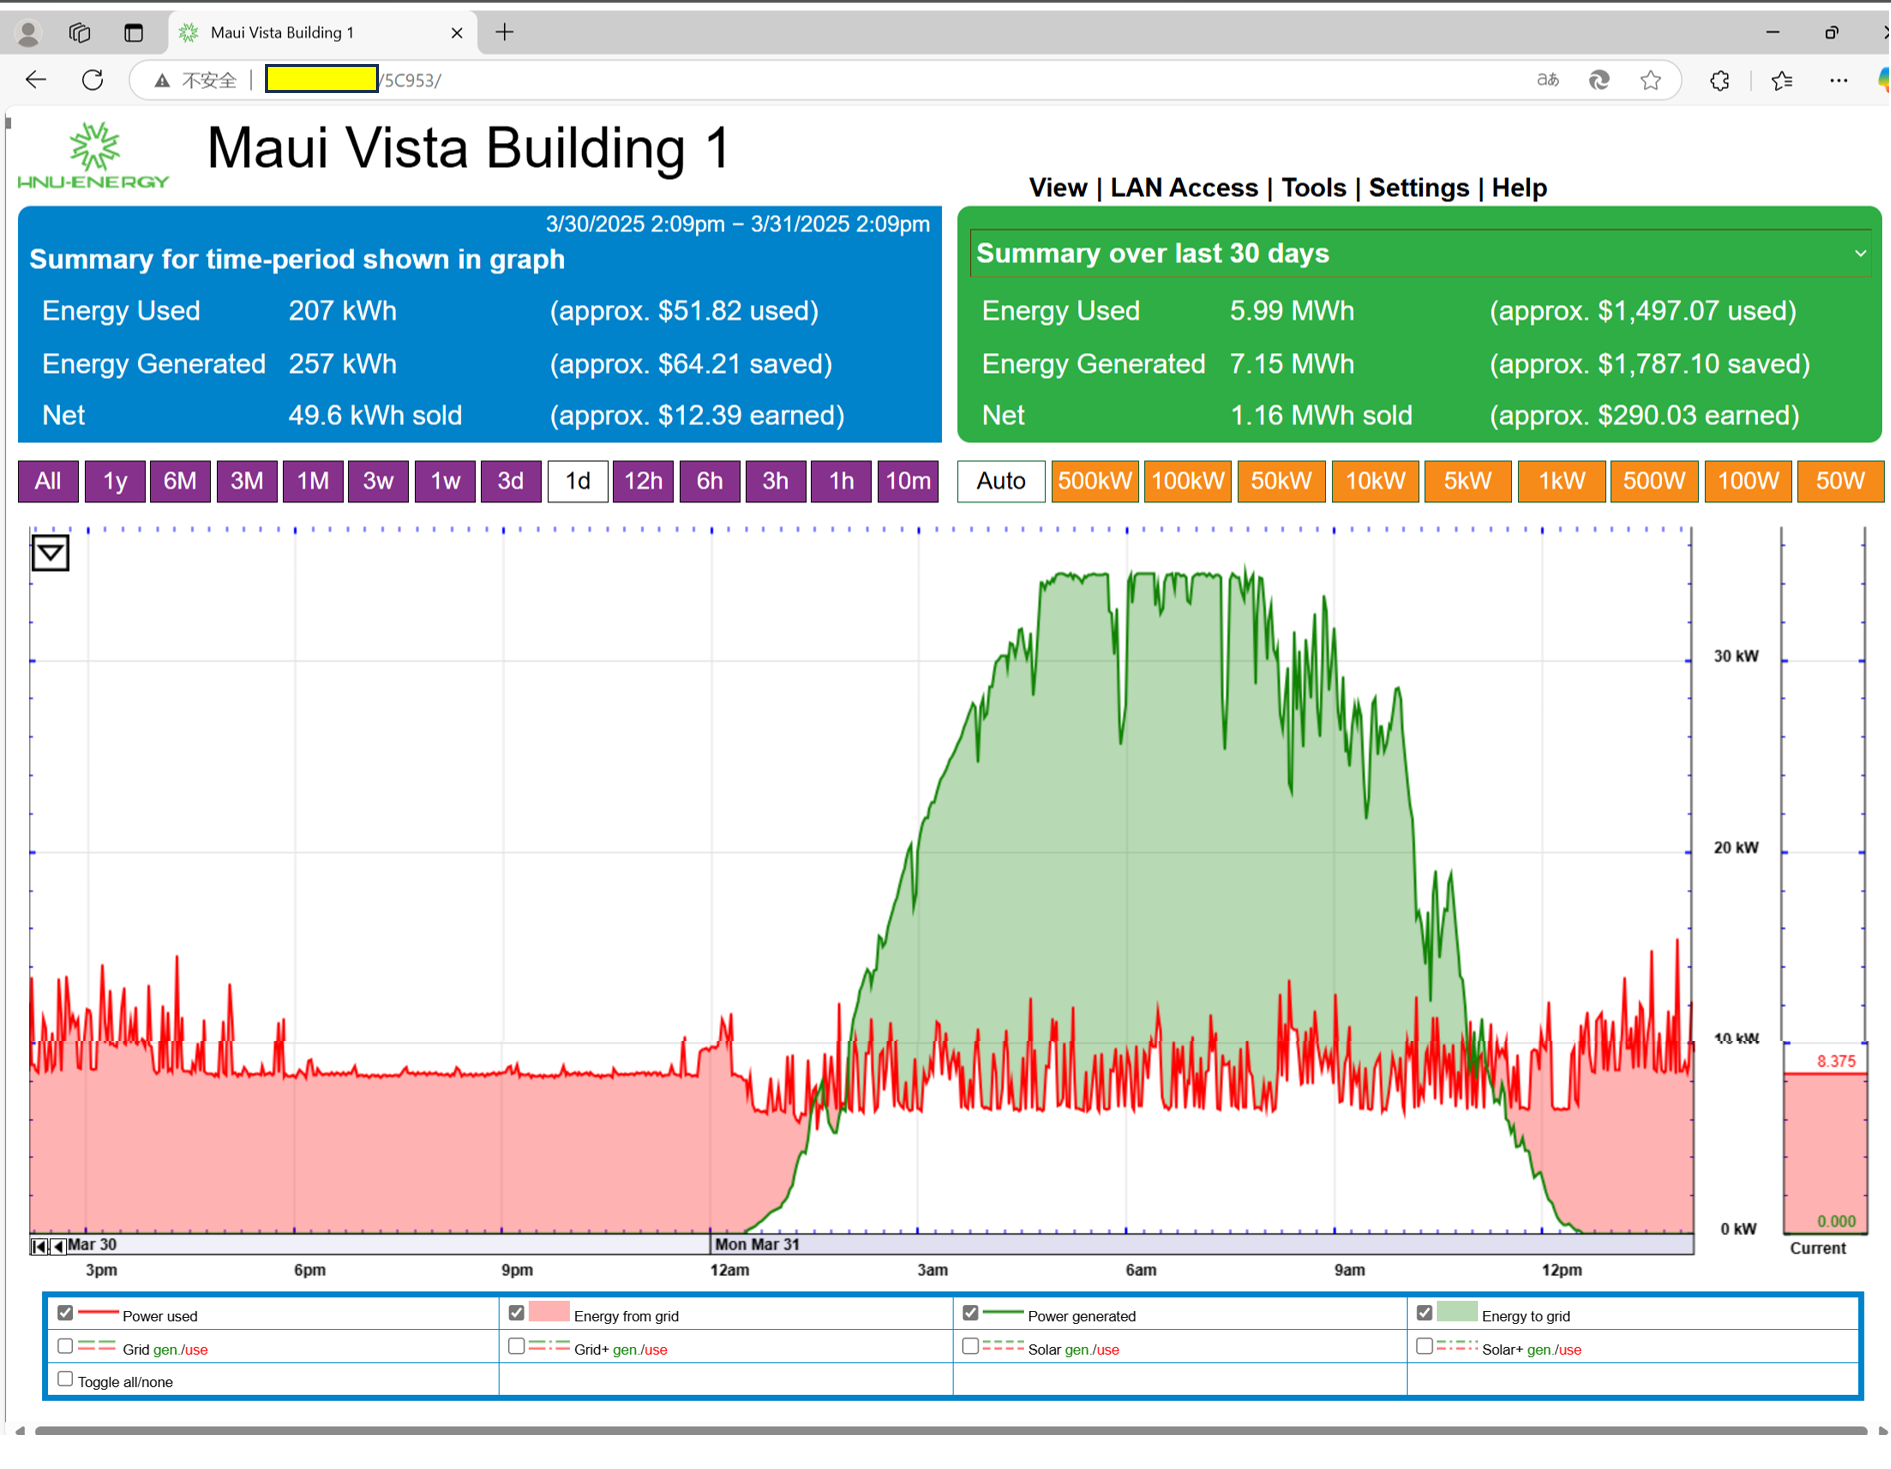 Maui Vista Building 1
不安全
/5C953/
aあ
HNU-ENERGY
Maui Vista Building 1
View | LAN Access | Tools | Settings | Help
3/30/2025 2:09pm − 3/31/2025 2:09pm
Summary for time-period shown in graph
Energy Used 207 kWh (approx. $51.82 used)
Energy Generated 257 kWh (approx. $64.21 saved)
Net 49.6 kWh sold (approx. $12.39 earned)
Summary over last 30 days
Energy Used 5.99 MWh (approx. $1,497.07 used)
Energy Generated 7.15 MWh (approx. $1,787.10 saved)
Net 1.16 MWh sold (approx. $290.03 earned)
All 1y 6M 3M 1M 3w 1w 3d 1d 12h 6h 3h 1h 10m
Auto 500kW 100kW 50kW 10kW 5kW 1kW 500W 100W 50W
30 kW
20 kW
10 kW
8.375
0.000
0 kW
Current
Mar 30
Mon Mar 31
3pm 6pm 9pm 12am 3am 6am 9am 12pm
Power used Energy from grid Power generated Energy to grid
Grid gen./use Grid+ gen./use Solar gen./use Solar+ gen./use
Toggle all/none